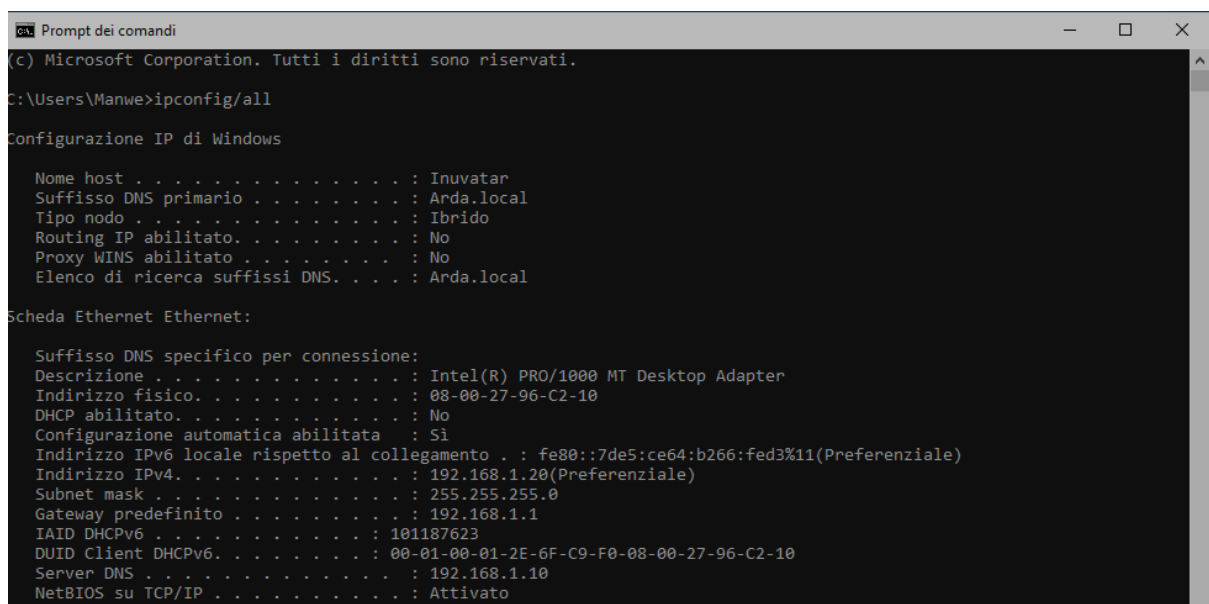 Prompt dei comandi
(c) Microsoft Corporation. Tutti i diritti sono riservati.
C:\Users\Manwe>ipconfig/all
Configurazione IP di Windows
Nome host . . . . . . . . . . . . . . : Inuvatar
Suffisso DNS primario . . . . . . . . : Arda.local
Tipo nodo . . . . . . . . . . . . . . : Ibrido
Routing IP abilitato. . . . . . . . . : No
Proxy WINS abilitato . . . . . . . . : No
Elenco di ricerca suffissi DNS. . . . : Arda.local
Scheda Ethernet Ethernet:
Suffisso DNS specifico per connessione:
Descrizione . . . . . . . . . . . . . : Intel(R) PRO/1000 MT Desktop Adapter
Indirizzo fisico. . . . . . . . . . . : 08-00-27-96-C2-10
DHCP abilitato. . . . . . . . . . . . : No
Configurazione automatica abilitata : Sì
Indirizzo IPv6 locale rispetto al collegamento . : fe80::7de5:ce64:b266:fed3%11(Preferenziale)
Indirizzo IPv4. . . . . . . . . . . . : 192.168.1.20(Preferenziale)
Subnet mask . . . . . . . . . . . . . : 255.255.255.0
Gateway predefinito . . . . . . . . . : 192.168.1.1
IAID DHCPv6 . . . . . . . . . . . : 101187623
DUID Client DHCPv6. . . . . . . . : 00-01-00-01-2E-6F-C9-F0-08-00-27-96-C2-10
Server DNS . . . . . . . . . . . . . : 192.168.1.10
NetBIOS su TCP/IP . . . . . . . . . . : Attivato